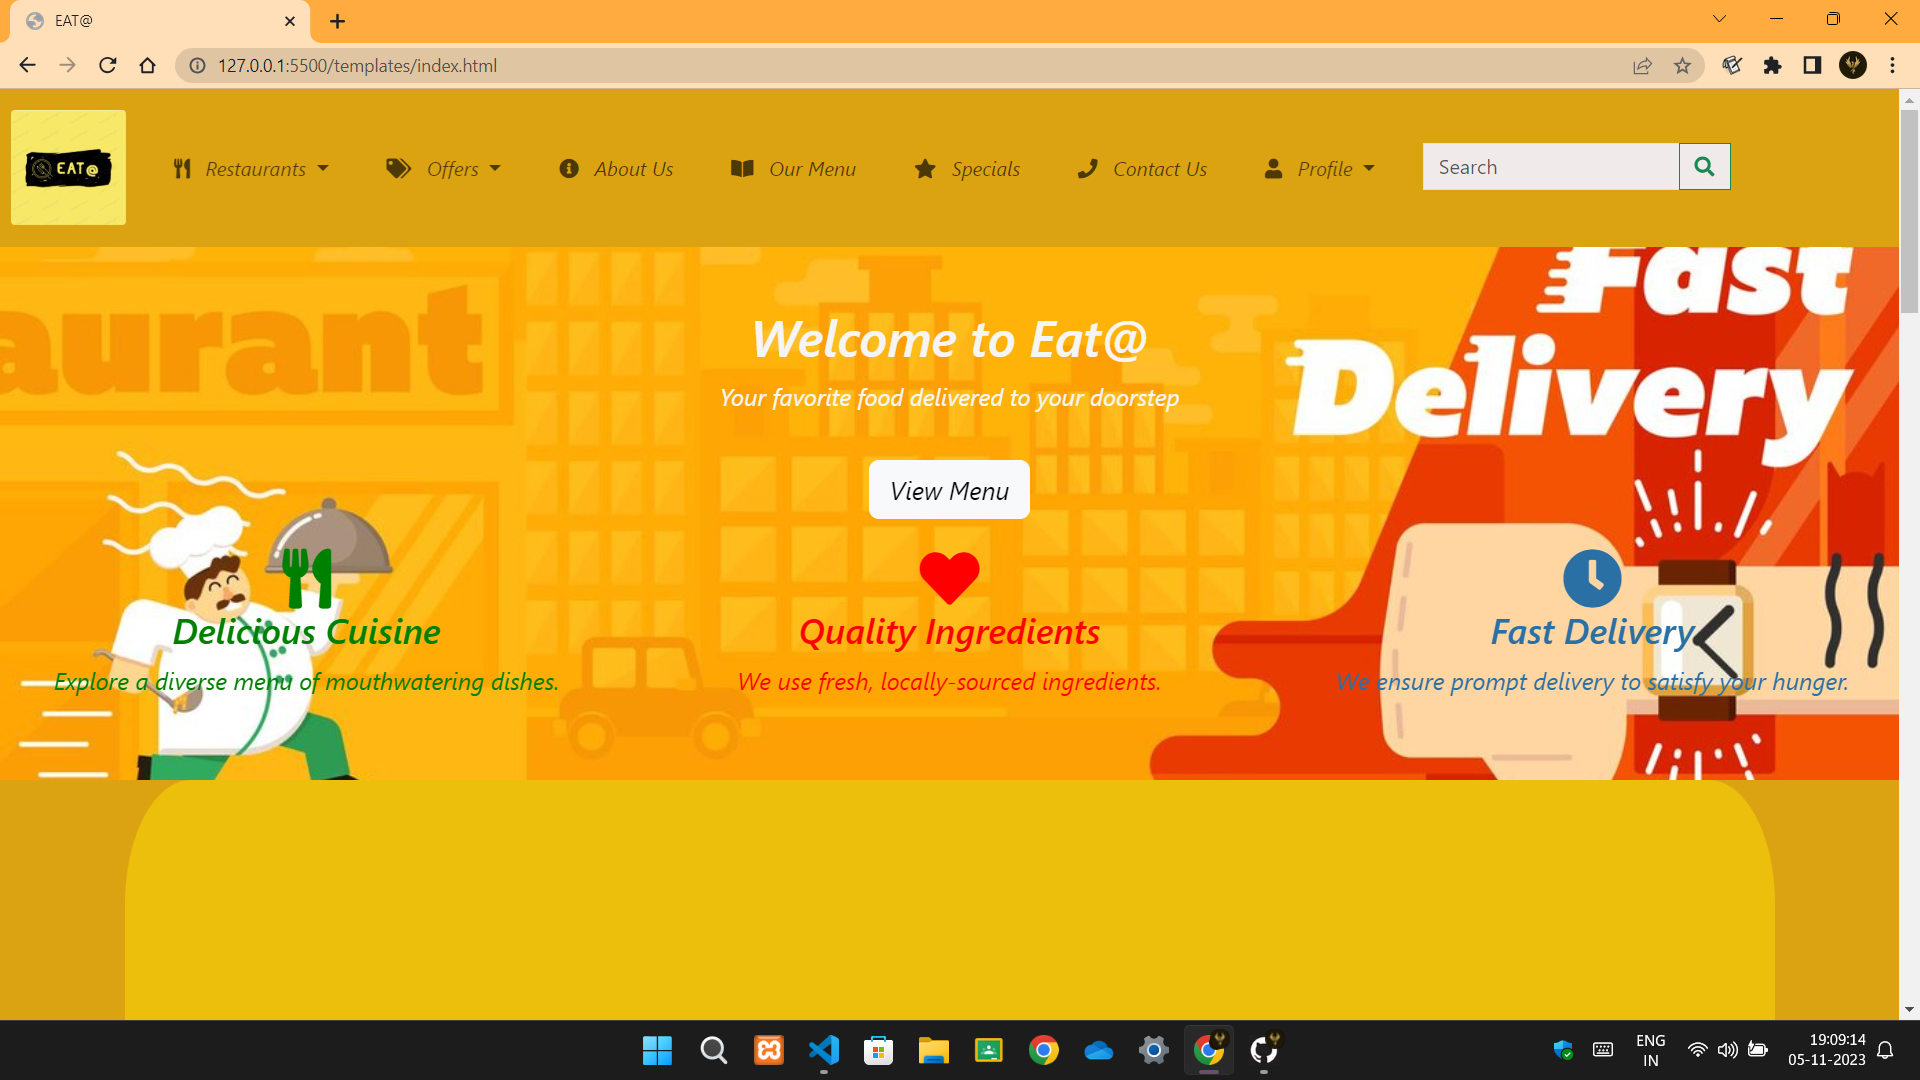 EAT@
127.0.0.1:5500/templates/index.html
EAT@
Restaurants
Offers
About Us
Our Menu
Specials
Contact Us
Profile
Search
aurant
Fast
Delivery
Welcome to Eat@
Your favorite food delivered to your doorstep
View Menu
Delicious Cuisine
Explore a diverse menu of mouthwatering dishes.
Quality Ingredients
We use fresh, locally-sourced ingredients.
Fast Delivery
We ensure prompt delivery to satisfy your hunger.
ENG
IN
19:09:14
05-11-2023